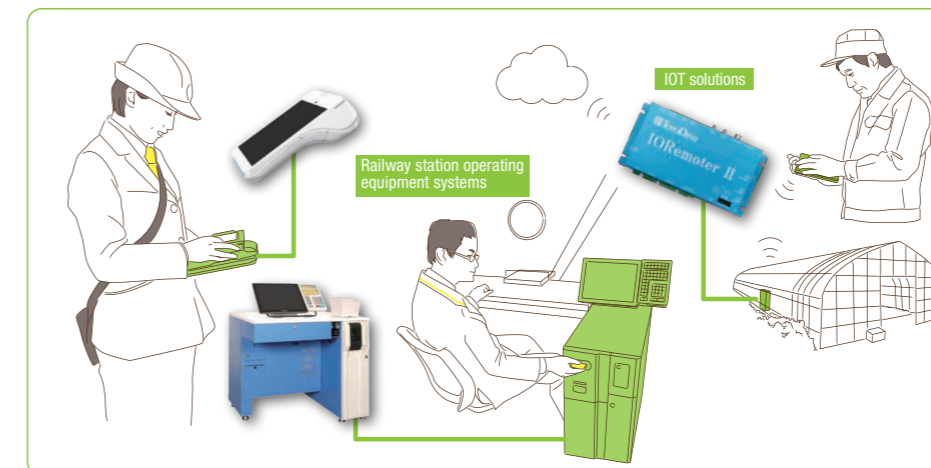 IOT solutions
IORemoter II
Railway station operating
equipment systems